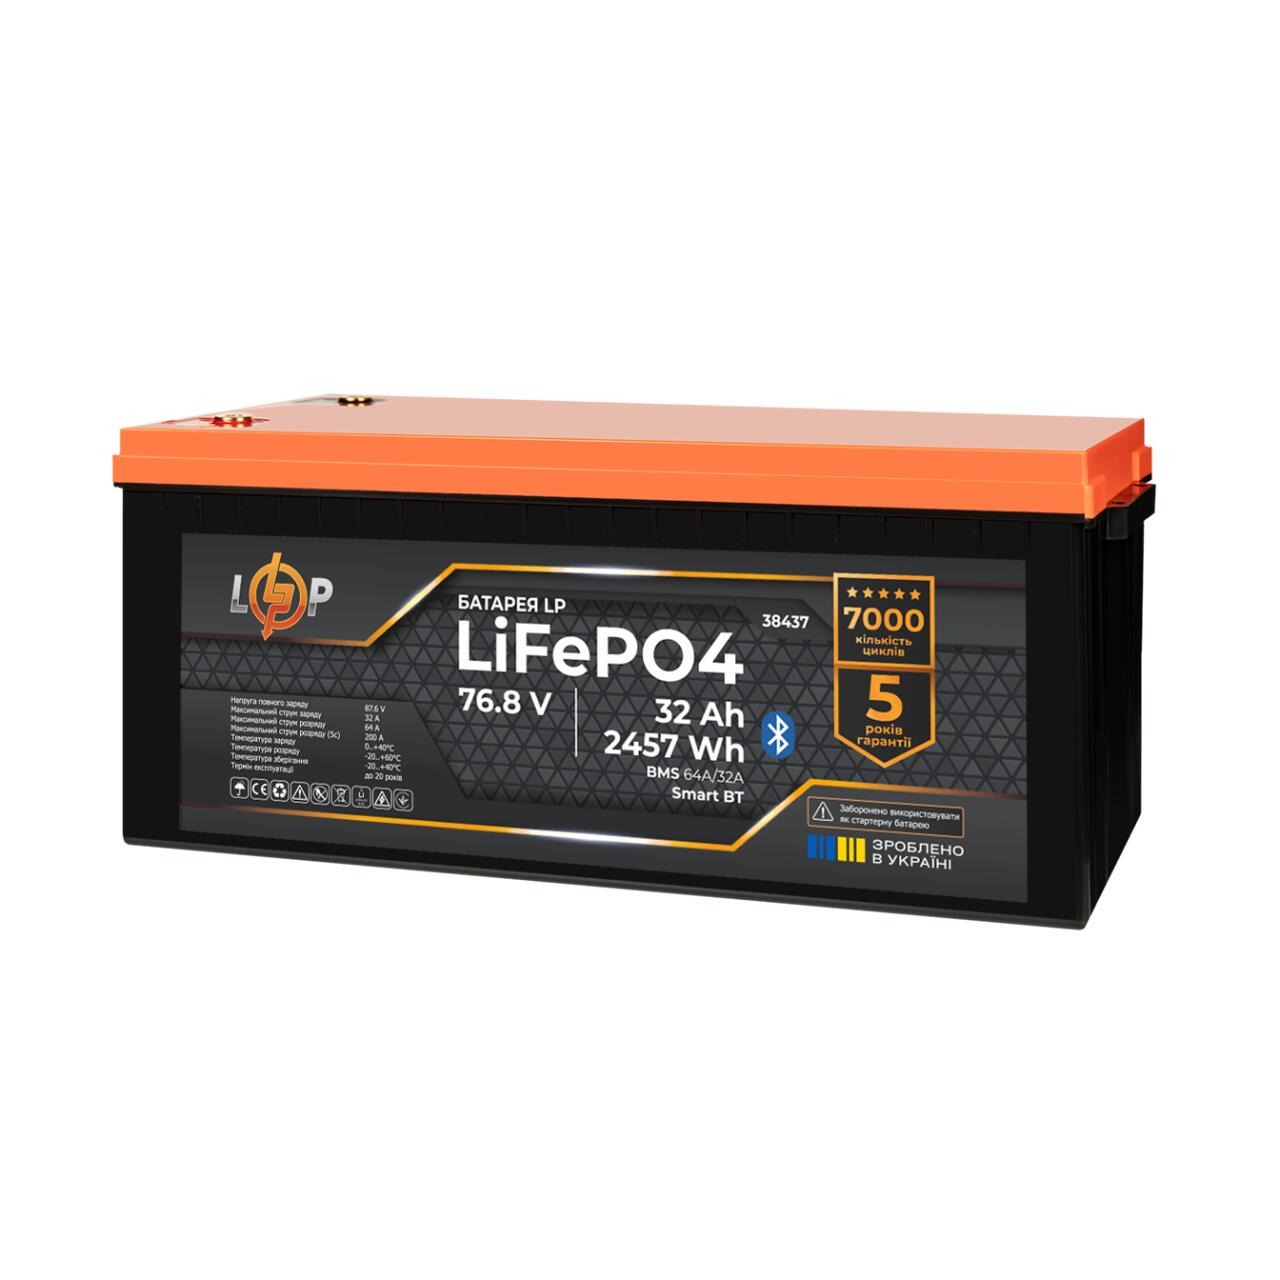 LP
БАТАРЕЯ LP
38437
LiFePO4
76.8 V
32 Ah
2457 Wh
BMS 64A/32A
Smart BT
7000
кількість
циклів
5
років
гарантії
Напруга повного заряду 87.6 V
Максимальний струм заряду 32 A
Максимальний струм розряду 64 A
Максимальний струм розряду (5с) 200 A
Температура заряду 0..+40°C
Температура розряду -20..+60°C
Температура зберігання -20..+40°C
Термін експлуатації до 20 років
CE
Заборонено використовувати
як стартерну батарею
ЗРОБЛЕНО
В УКРАЇНІ